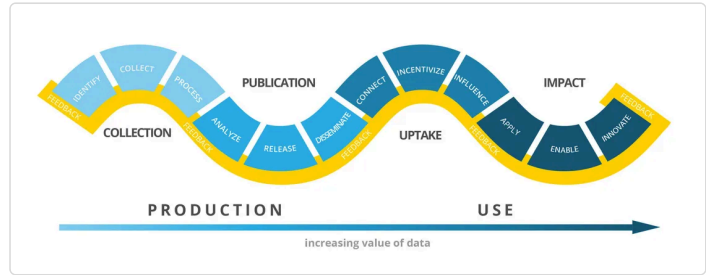 FEEDBACK
IDENTIFY
COLLECT
PROCESS
COLLECTION
FEEDBACK
PUBLICATION
ANALYZE
RELEASE
DISSEMINATE
FEEDBACK
CONNECT
INCENTIVIZE
INFLUENCE
UPTAKE
FEEDBACK
IMPACT
APPLY
ENABLE
INNOVATE
FEEDBACK
PRODUCTION
USE
increasing value of data